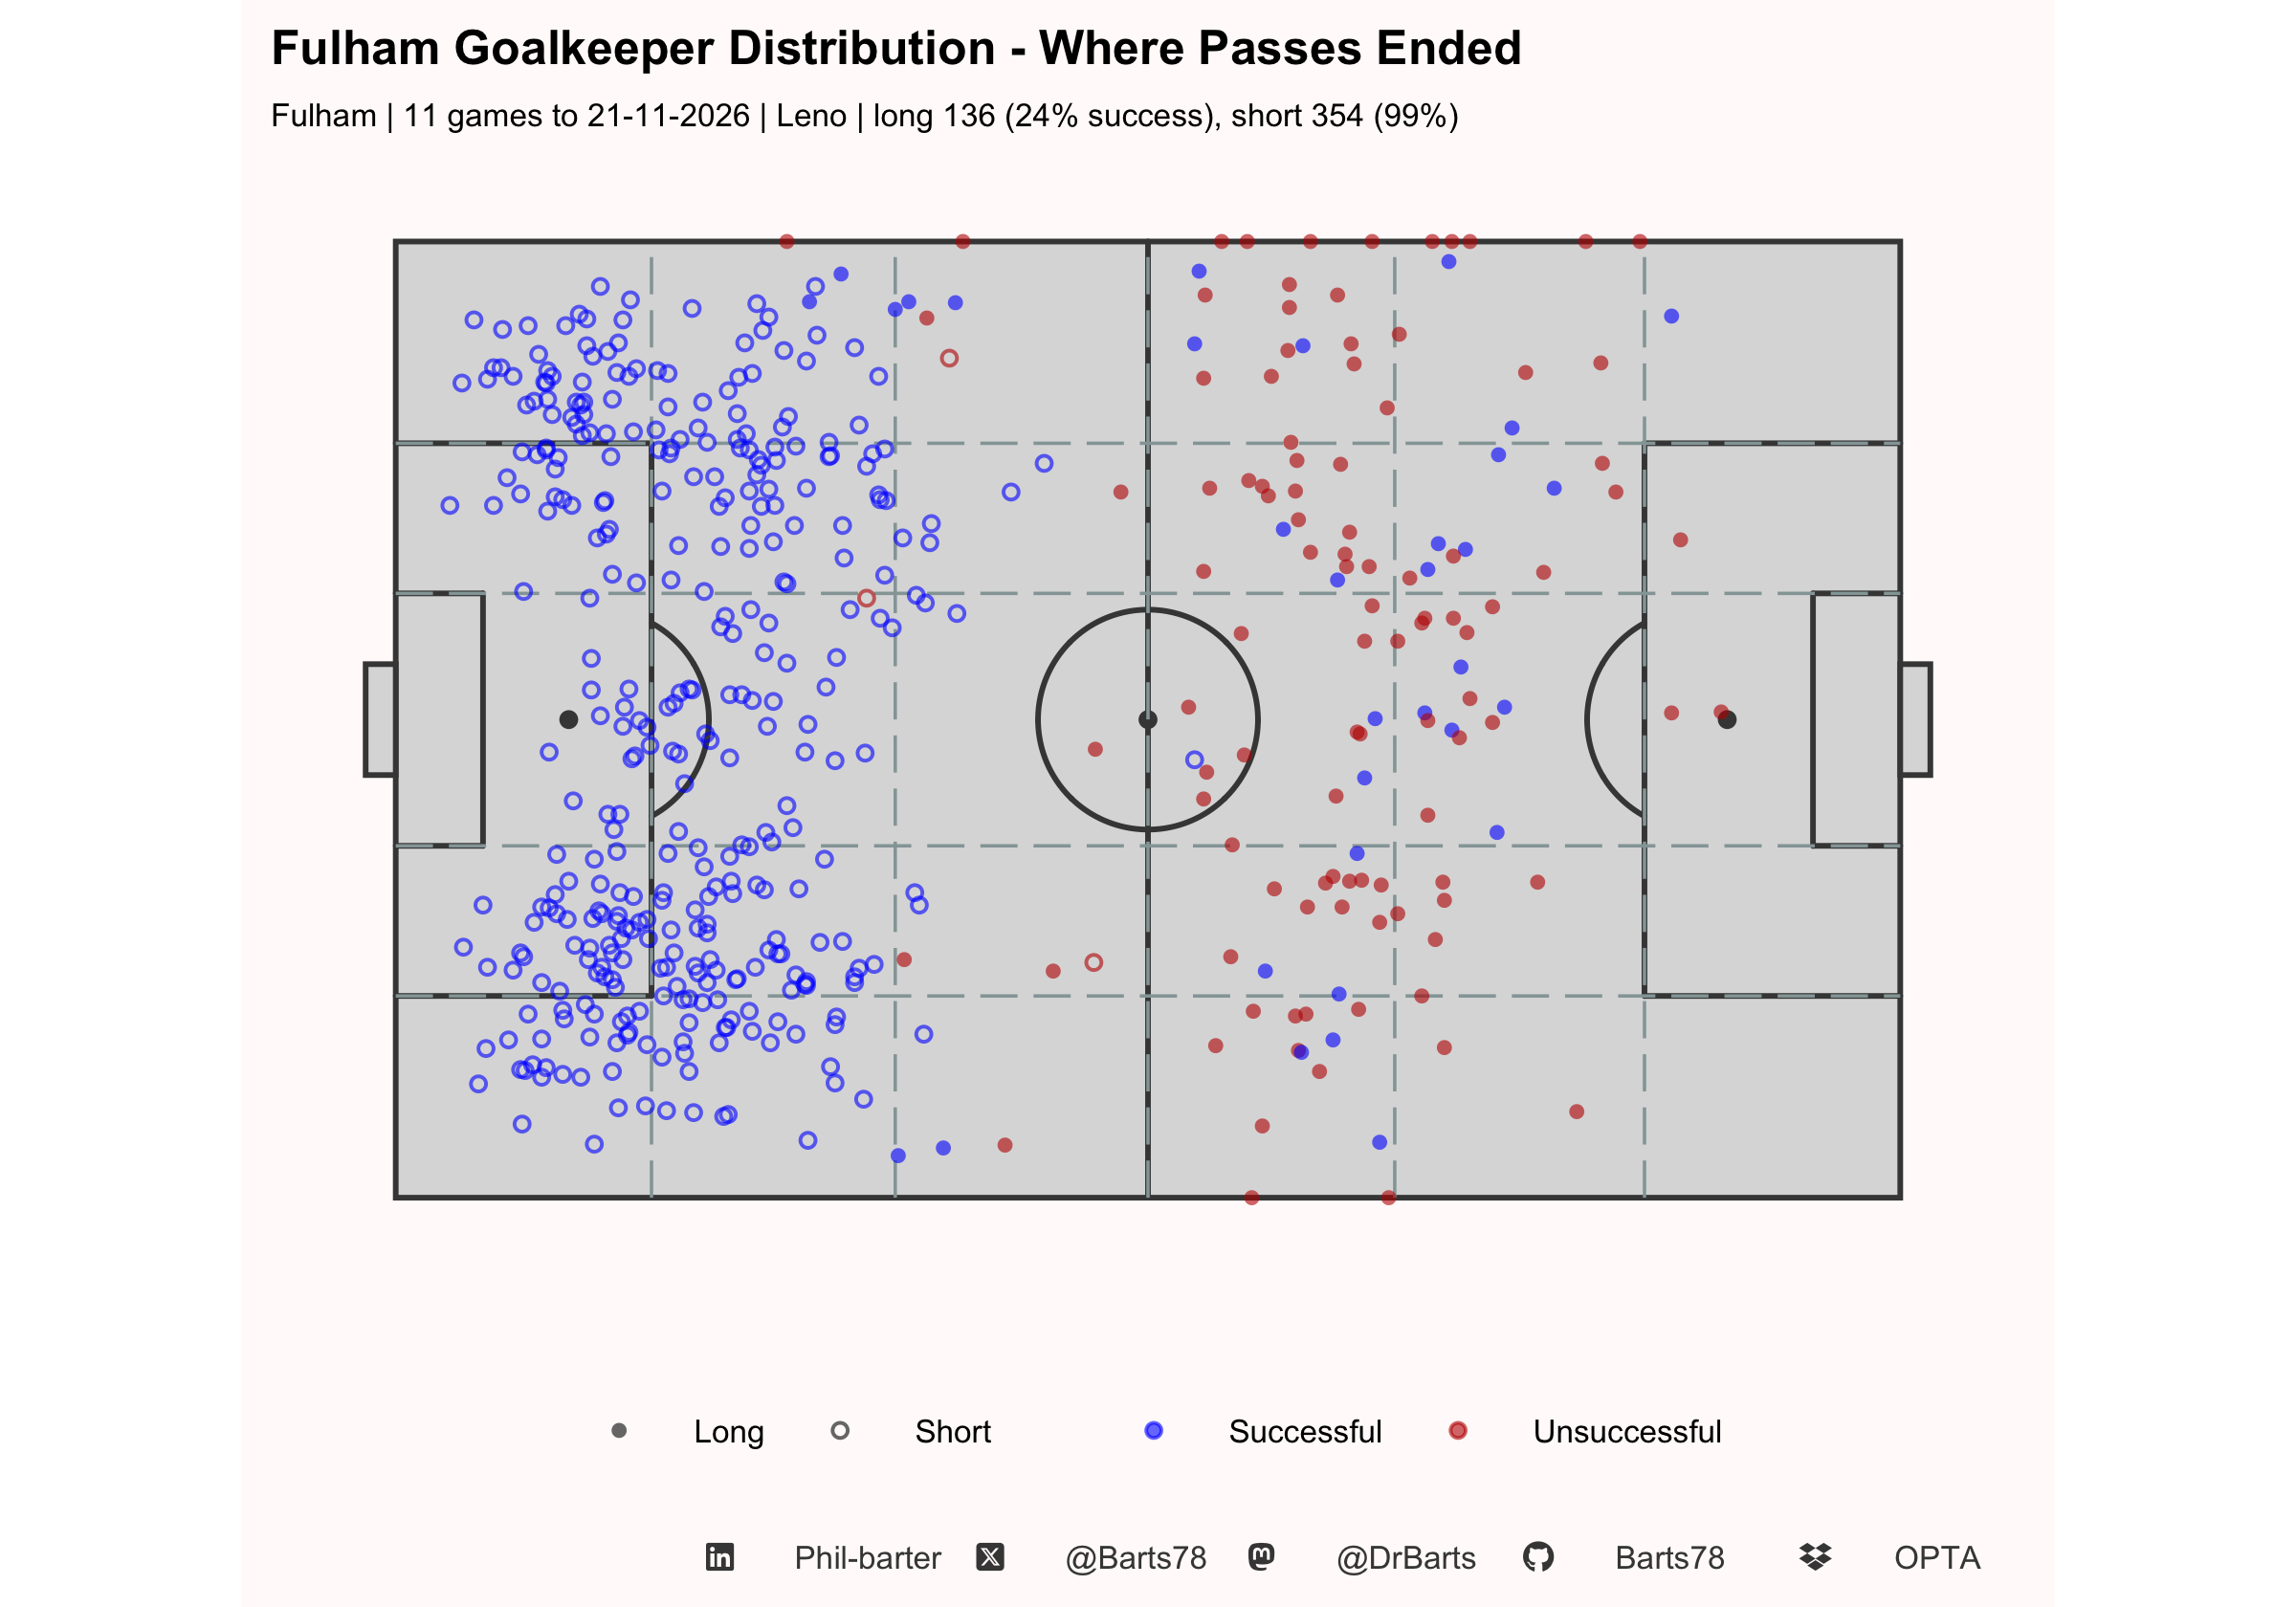 Fulham Goalkeeper Distribution - Where Passes Ended
Fulham | 11 games to 21-11-2026 | Leno | long 136 (24% success), short 354 (99%)
Long Short Successful Unsuccessful
Phil-barter @Barts78 @DrBarts Barts78 OPTA